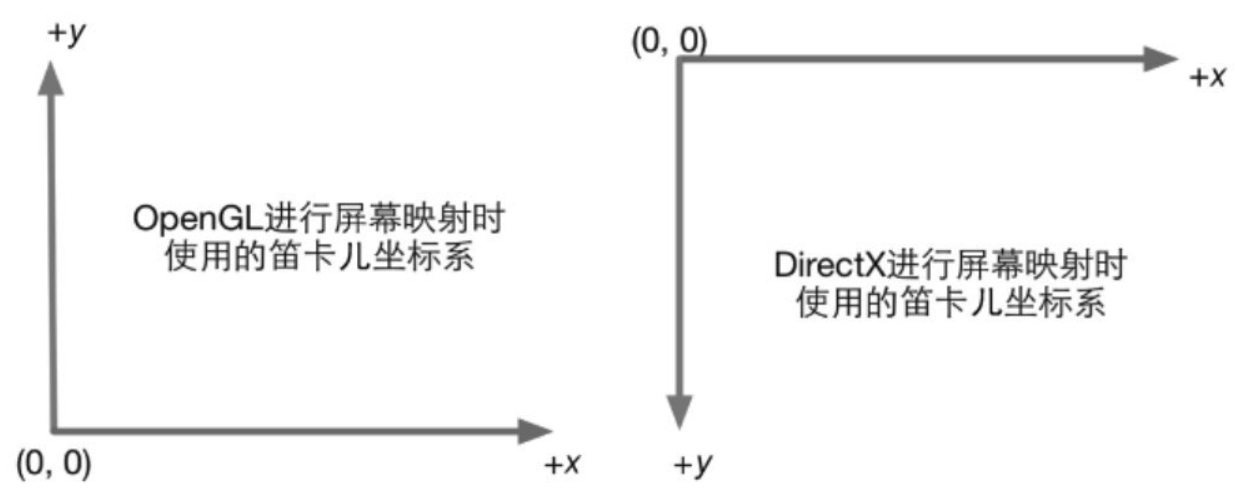 +y
OpenGL进行屏幕映射时
使用的笛卡儿坐标系
(0, 0)
+x
(0, 0)
+x
DirectX进行屏幕映射时
使用的笛卡儿坐标系
+y